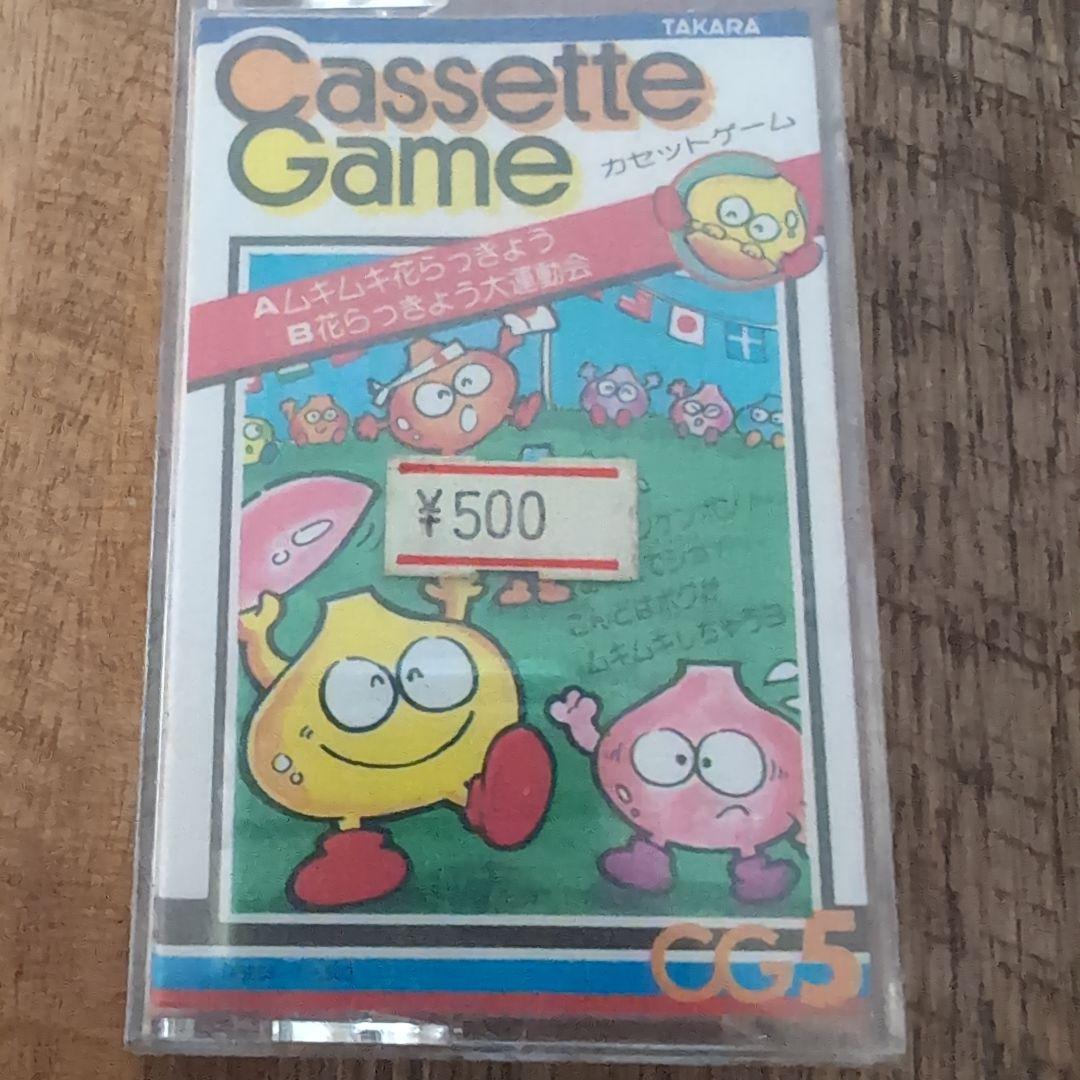 TAKARA
Cassette
Game
カセットゲーム
Aムキムキ花らっきょう
B花らっきょう大運動会
¥500
こんどはボクが
ムキムキしちゃうヨ
CG5